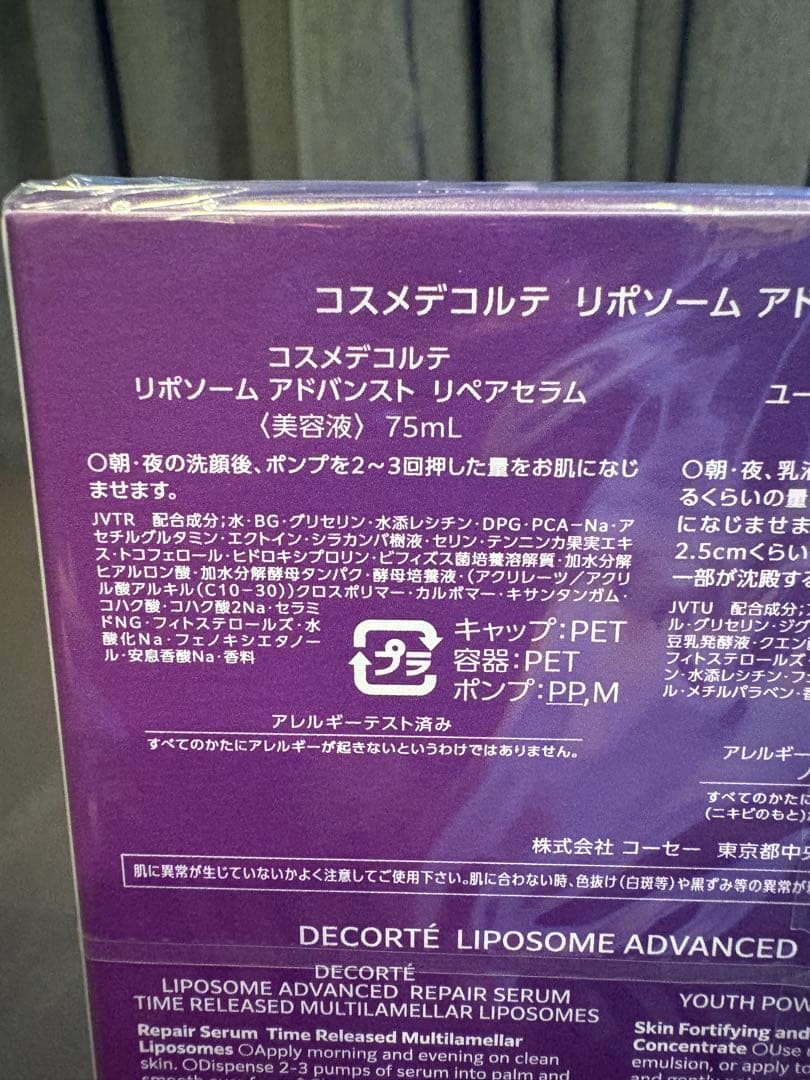 コスメデコルテ リポソーム アド
コスメデコルテ
リポソーム アドバンスト リペアセラム
〈美容液〉 75mL
〇朝・夜の洗顔後、ポンプを2〜3回押した量をお肌になじ
ませます。
JVTR 配合成分；水・BG・グリセリン・水添レシチン・DPG・PCA-Na・ア
セチルグルタミン・エクトイン・シラカンバ樹液・セリン・テンニンカ果実エキ
ス・トコフェロール・ヒドロキシプロリン・ビフィズス菌培養溶解質・加水分解
ヒアルロン酸・加水分解酵母タンパク・酵母培養液・（アクリレーツ／アクリ
ル酸アルキル（C10-30））クロスポリマー・カルボマー・キサンタンガム・
コハク酸・コハク酸2Na・セラミ
ドNG・フィトステロールズ・水
酸化Na・フェノキシエタノー
ル・安息香酸Na・香料
プラ
キャップ：PET
容器：PET
ポンプ：PP,M
アレルギーテスト済み
すべてのかたにアレルギーが起きないというわけではありません。
ユー
〇朝・夜、乳液
るくらいの量
になじませま
2.5cmくらい
一部が沈殿する
JVTU 配合成分；
ル・グリセリン・ジグ
豆乳発酵液・クエン
フィトステロールズ
ン・水添レシチン・フェ
ル・メチルパラベン・香
アレルギー
すべてのかたに
（ニキビのもと）
株式会社 コーセー 東京都中央
肌に異常が生じていないかよく注意してご使用下さい。肌に合わない時、色抜け（白斑等）や黒ずみ等の異常が
DECORTÉ LIPOSOME ADVANCED
DECORTÉ
LIPOSOME ADVANCED REPAIR SERUM
TIME RELEASED MULTILAMELLAR LIPOSOMES
Repair Serum Time Released Multilamellar
Liposomes 〇Apply morning and evening on clean
skin. 〇Dispense 2-3 pumps of serum into palm and
YOUTH POW
Skin Fortifying and
Concentrate 〇Use
emulsion, or apply to